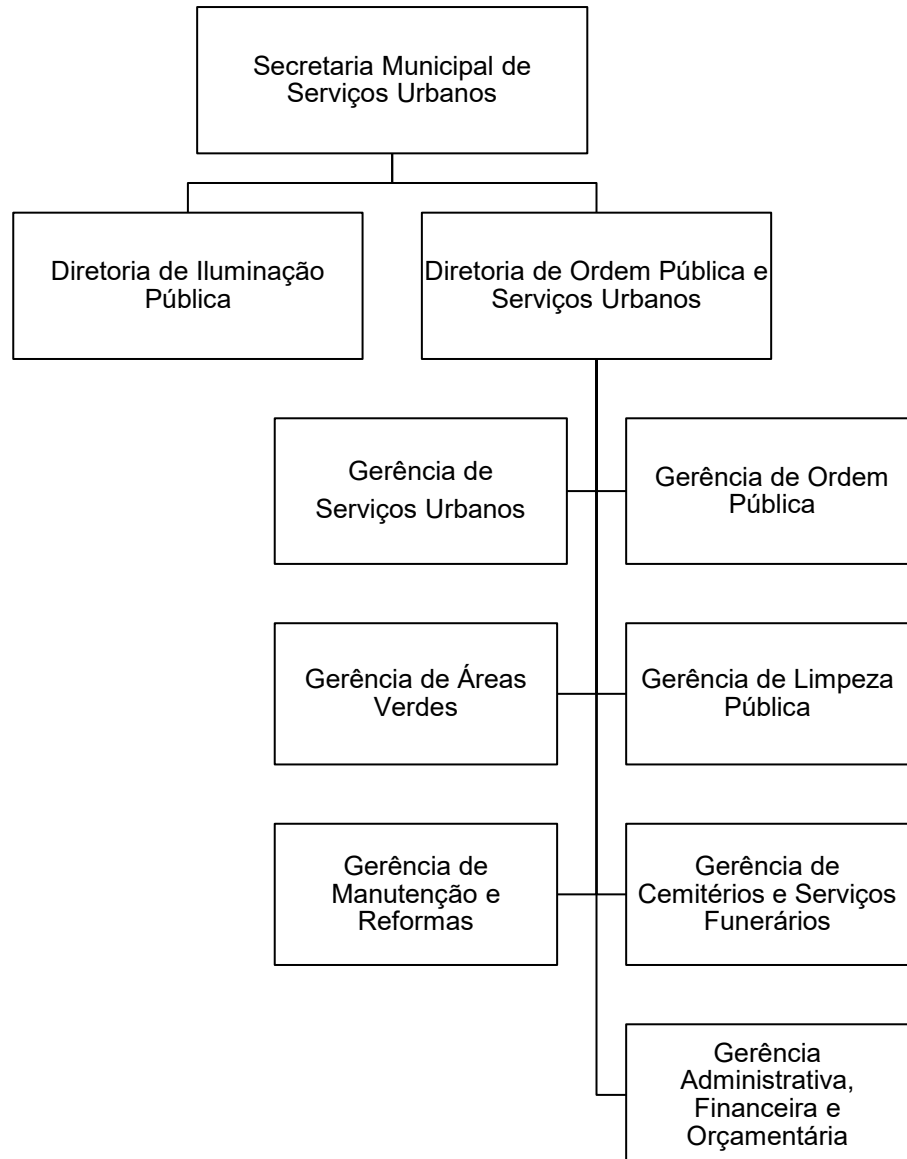 Secretaria Municipal de
Serviços Urbanos
Diretoria de Iluminação
Pública
Diretoria de Ordem Pública e
Serviços Urbanos
Gerência de
Serviços Urbanos
Gerência de Ordem
Pública
Gerência de Áreas
Verdes
Gerência de Limpeza
Pública
Gerência de
Manutenção e
Reformas
Gerência de
Cemitérios e Serviços
Funerários
Gerência
Administrativa,
Financeira e
Orçamentária